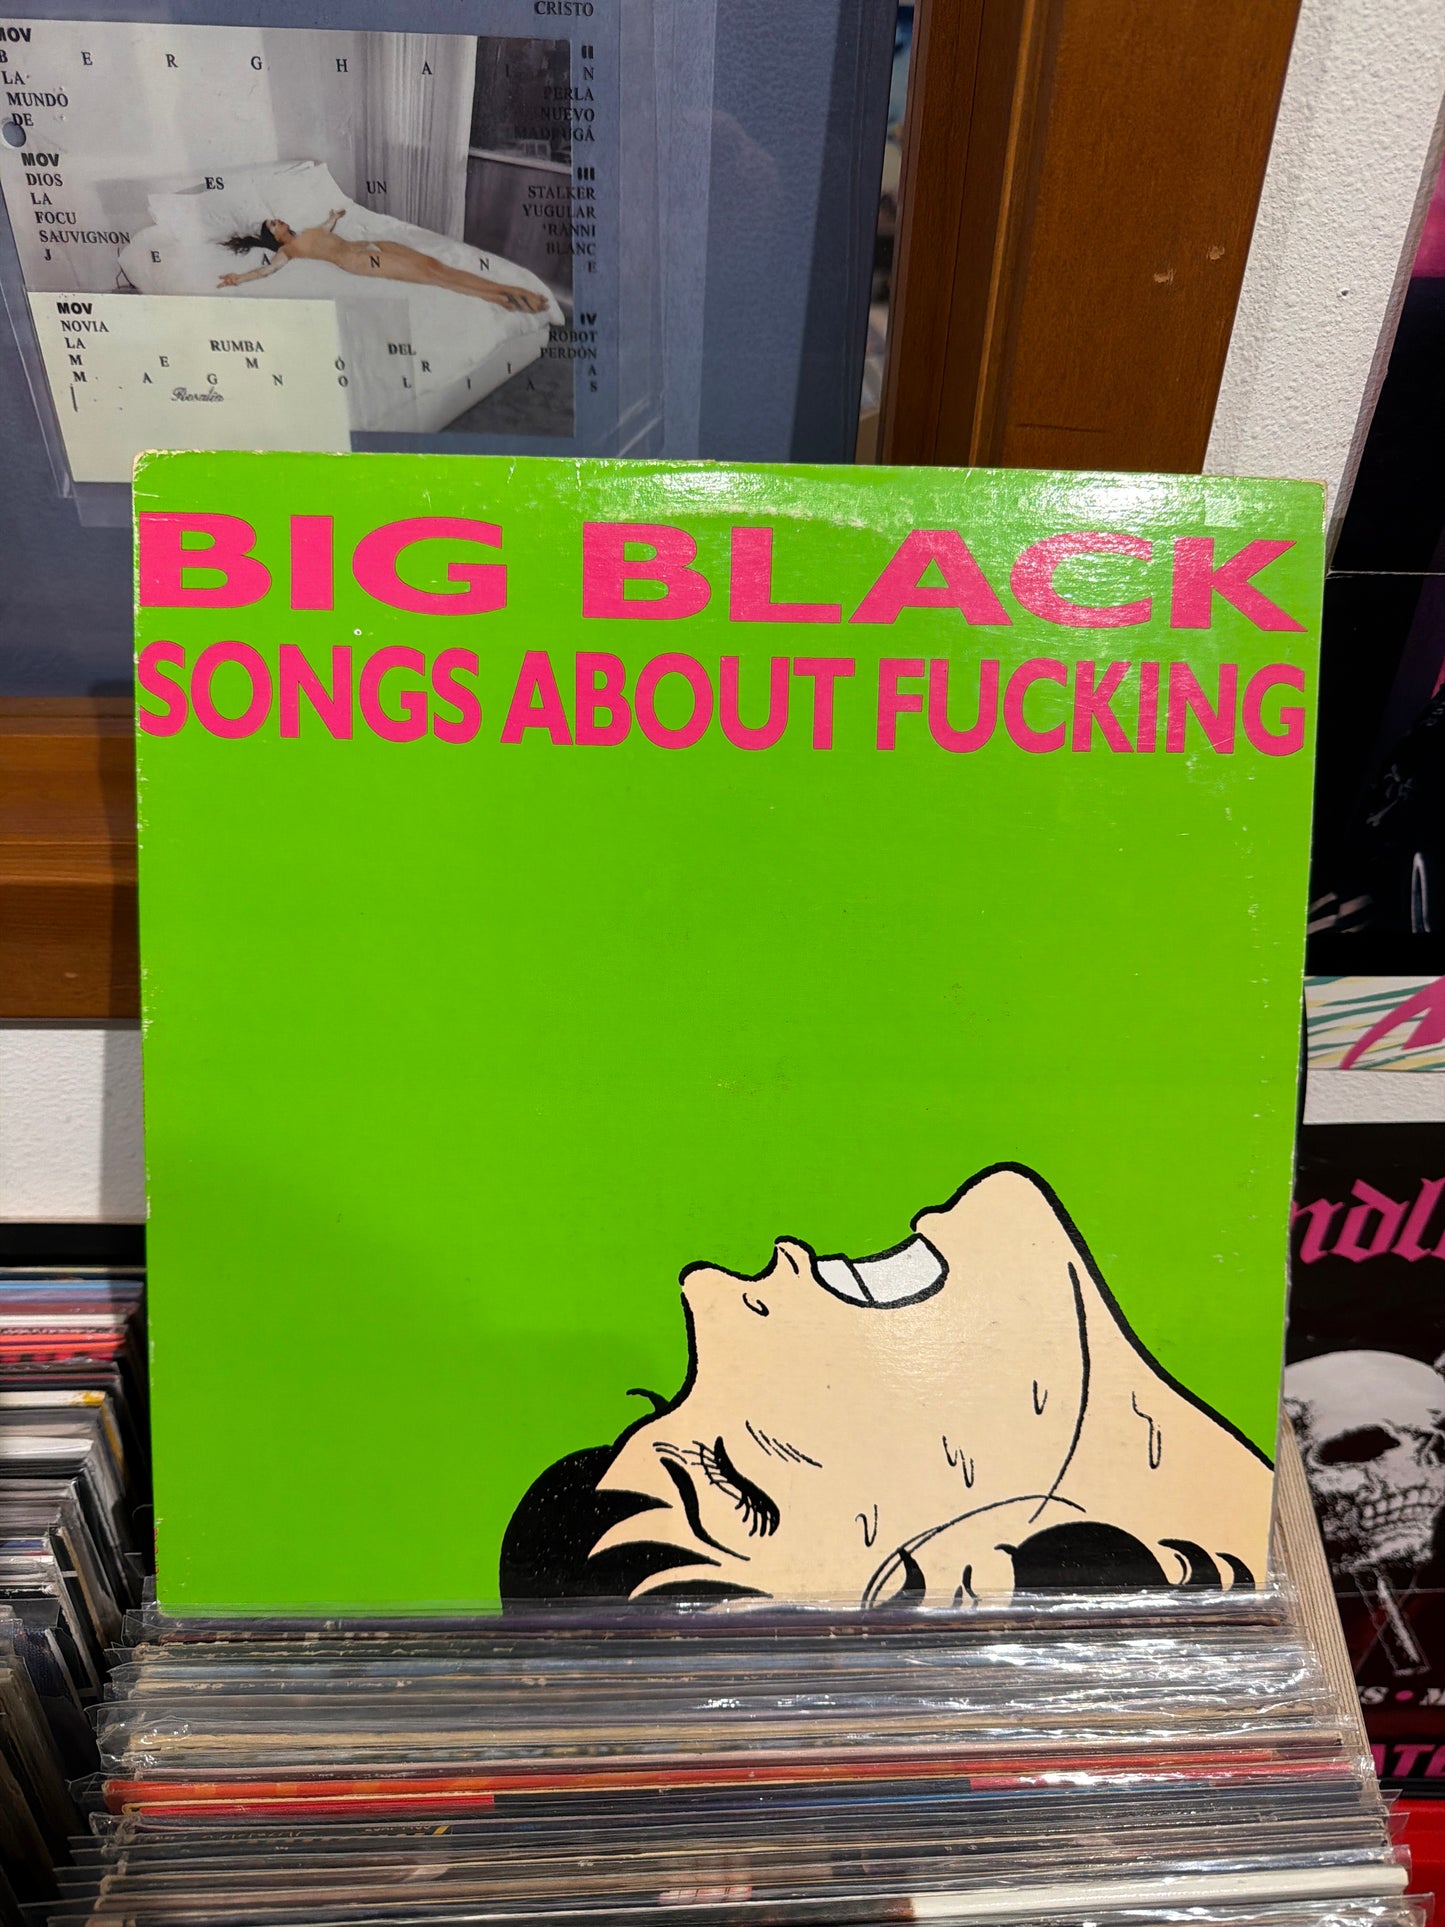 CRISTO
MOV
B E R G H A I N
II
LA
PERLA
MUNDO
NUEVO
DE
MADRUGÁ
MOV
III
DIOS ES UN STALKER
LA
YUGULAR
FOCU
'RANNI
SAUVIGNON
BLANC
J E A N N E
MOV
IV
NOVIA
ROBOT
LA RUMBA DEL PERDÓN
M E M Ò R I A
M A G N O L I A S
Rosalía
BIG BLACK
SONGS ABOUT FUCKING